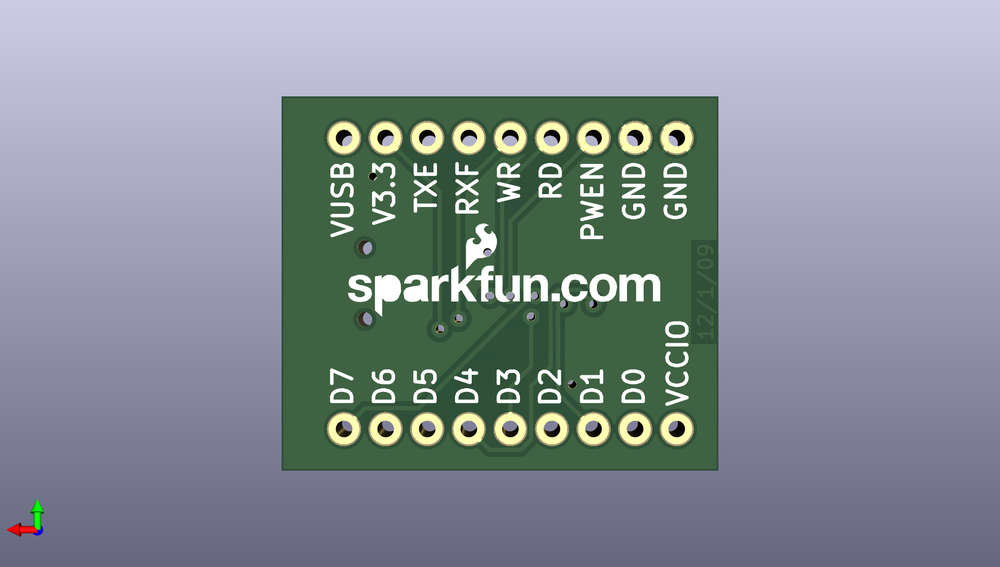 VUSB
V3.3
TXE
RXF
WR
RD
PWEN
GND
GND
sparkfun.com
12/1/09
D7
D6
D5
D4
D3
D2
D1
D0
VCCIO